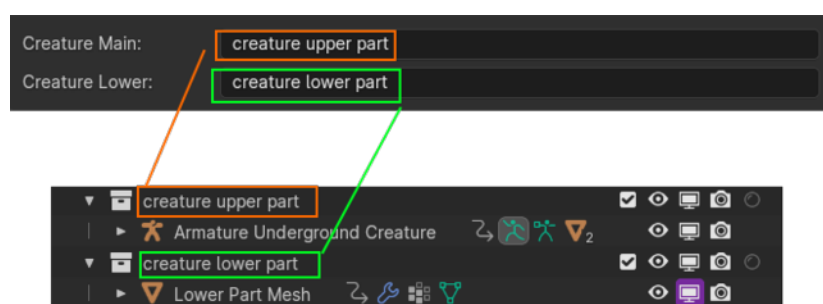 Creature Main: creature upper part
Creature Lower: creature lower part
creature upper part
Armature Underground Creature 2
creature lower part
Lower Part Mesh